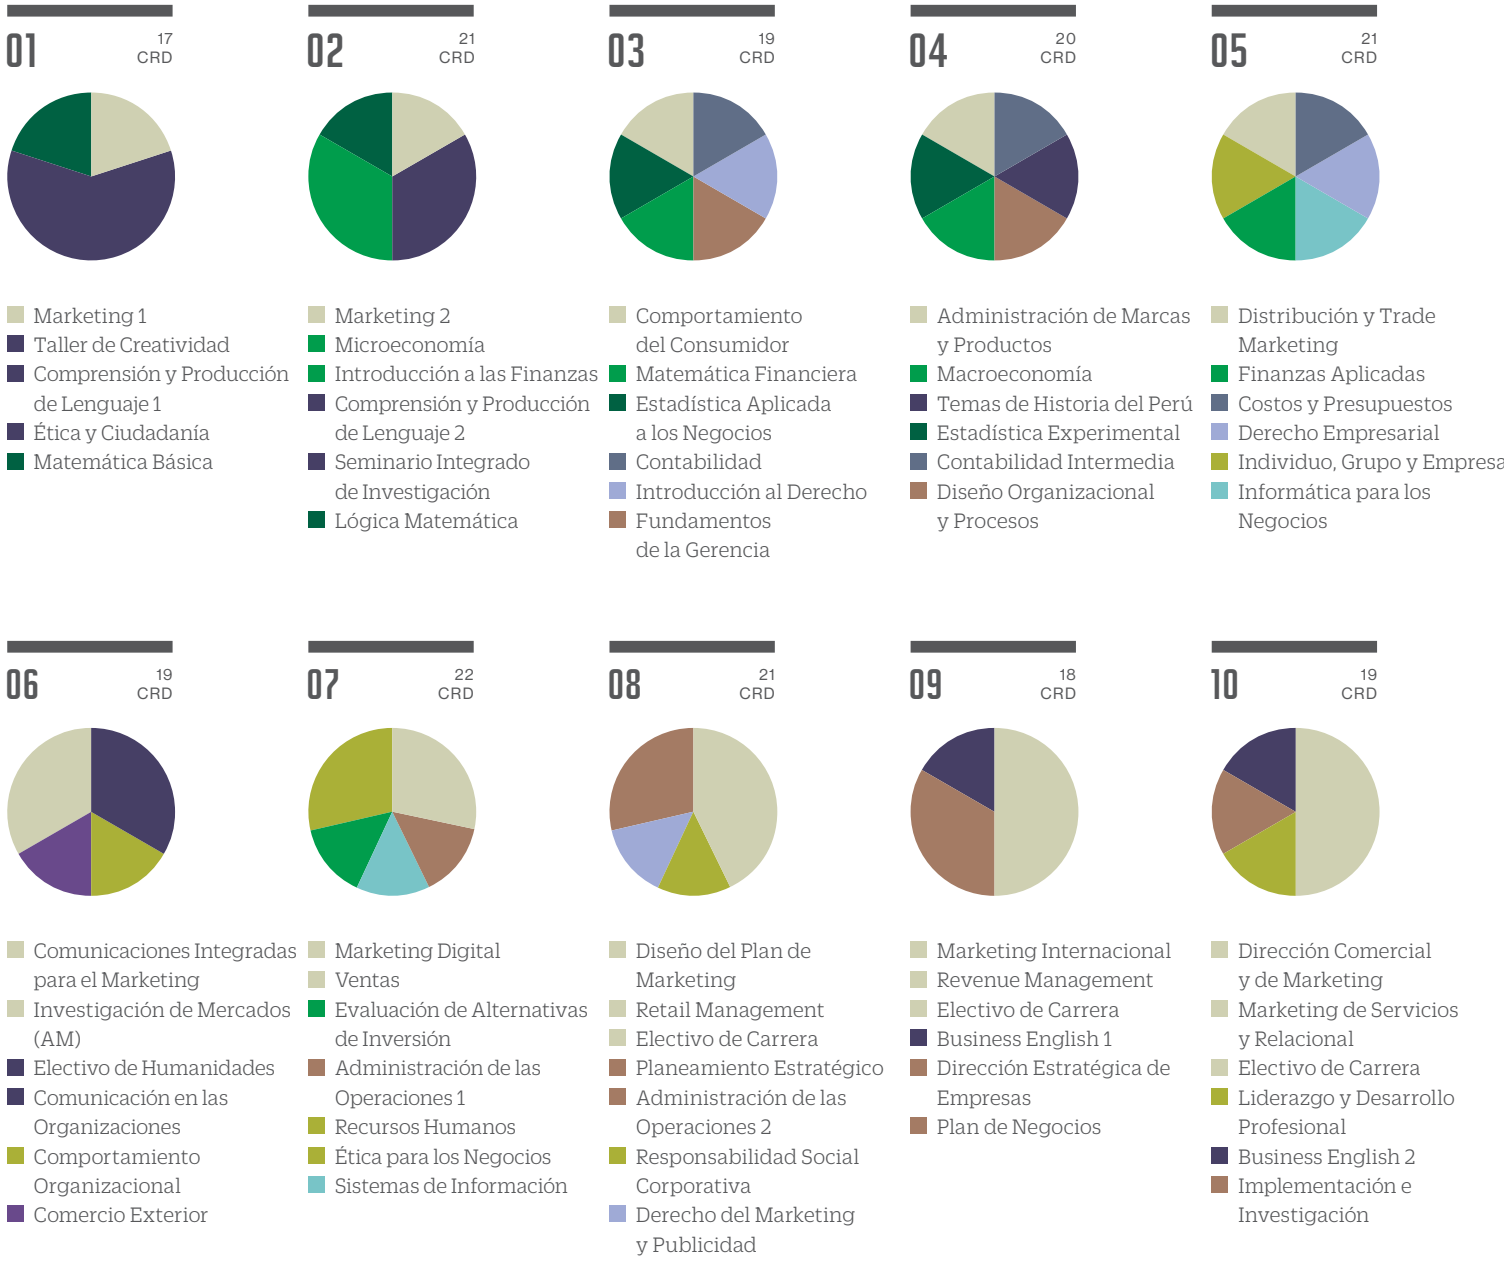 01
17
CRD
Marketing 1
Taller de Creatividad
Comprensión y Producción
de Lenguaje 1
Ética y Ciudadanía
Matemática Básica
02
21
CRD
Marketing 2
Microeconomía
Introducción a las Finanzas
Comprensión y Producción
de Lenguaje 2
Seminario Integrado
de Investigación
Lógica Matemática
03
19
CRD
Comportamiento
del Consumidor
Matemática Financiera
Estadística Aplicada
a los Negocios
Contabilidad
Introducción al Derecho
Fundamentos
de la Gerencia
04
20
CRD
Administración de Marcas
y Productos
Macroeconomía
Temas de Historia del Perú
Estadística Experimental
Contabilidad Intermedia
Diseño Organizacional
y Procesos
05
21
CRD
Distribución y Trade
Marketing
Finanzas Aplicadas
Costos y Presupuestos
Derecho Empresarial
Individuo, Grupo y Empresa
Informática para los
Negocios
06
19
CRD
Comunicaciones Integradas
para el Marketing
Investigación de Mercados
(AM)
Electivo de Humanidades
Comunicación en las
Organizaciones
Comportamiento
Organizacional
Comercio Exterior
07
22
CRD
Marketing Digital
Ventas
Evaluación de Alternativas
de Inversión
Administración de las
Operaciones 1
Recursos Humanos
Ética para los Negocios
Sistemas de Información
08
21
CRD
Diseño del Plan de
Marketing
Retail Management
Electivo de Carrera
Planeamiento Estratégico
Administración de las
Operaciones 2
Responsabilidad Social
Corporativa
Derecho del Marketing
y Publicidad
09
18
CRD
Marketing Internacional
Revenue Management
Electivo de Carrera
Business English 1
Dirección Estratégica de
Empresas
Plan de Negocios
10
19
CRD
Dirección Comercial
y de Marketing
Marketing de Servicios
y Relacional
Electivo de Carrera
Liderazgo y Desarrollo
Profesional
Business English 2
Implementación e
Investigación